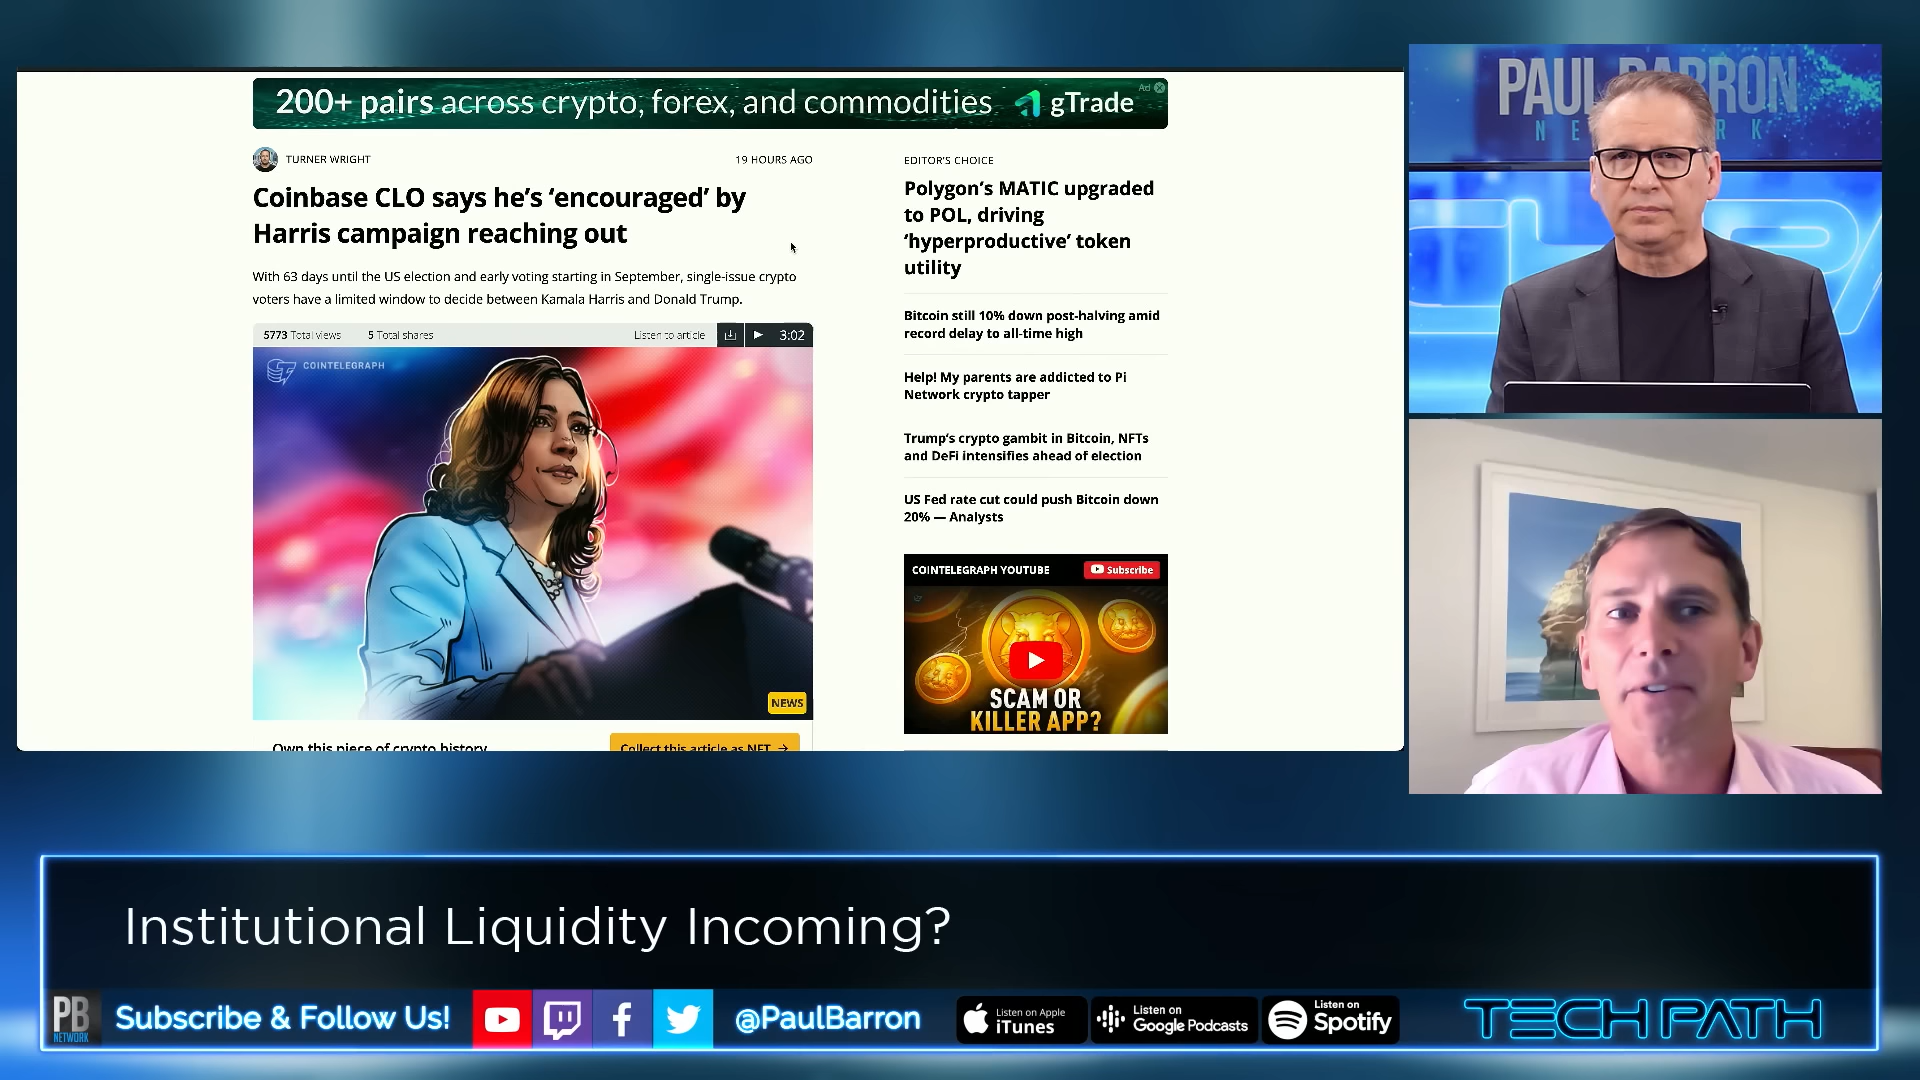 200+ pairs across crypto, forex, and commodities
gTrade
Ad
TURNER WRIGHT
19 HOURS AGO
Coinbase CLO says he's 'encouraged' by
Harris campaign reaching out
With 63 days until the US election and early voting starting in September, single-issue crypto
voters have a limited window to decide between Kamala Harris and Donald Trump.
5773 Total views
5 Total shares
Listen to article
3:02
COINTELEGRAPH
NEWS
Own this piece of crypto history
Collect this article as NFT →
EDITOR'S CHOICE
Polygon's MATIC upgraded
to POL, driving
'hyperproductive' token
utility
Bitcoin still 10% down post-halving amid
record delay to all-time high
Help! My parents are addicted to Pi
Network crypto tapper
Trump's crypto gambit in Bitcoin, NFTs
and DeFi intensifies ahead of election
US Fed rate cut could push Bitcoin down
20% — Analysts
COINTELEGRAPH YOUTUBE
Subscribe
SCAM OR
KILLER APP?
PAUL BARRON
Institutional Liquidity Incoming?
PB
NETWORK
Subscribe & Follow Us!
@PaulBarron
Listen on Apple
iTunes
Listen on
Google Podcasts
Listen on
Spotify
TECH PATH